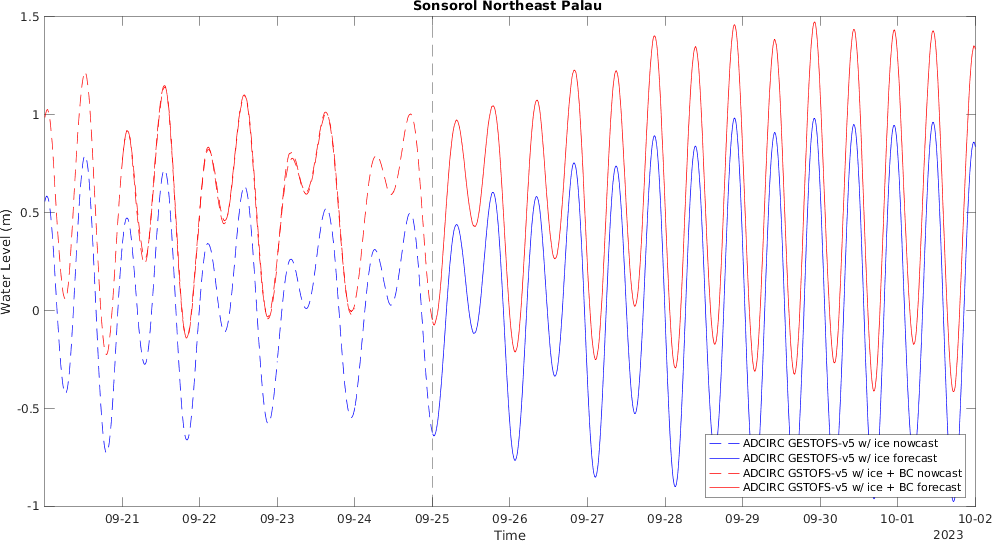 Sonsorol Northeast Palau
1.5
1
0.5
0
-0.5
-1
Water Level (m)
09-21
09-22
09-23
09-24
09-25
09-26
09-27
09-28
09-29
09-30
10-01
10-02
Time
2023
ADCIRC GESTOFS-v5 w/ ice nowcast
ADCIRC GESTOFS-v5 w/ ice forecast
ADCIRC GSTOFS-v5 w/ ice + BC nowcast
ADCIRC GSTOFS-v5 w/ ice + BC forecast